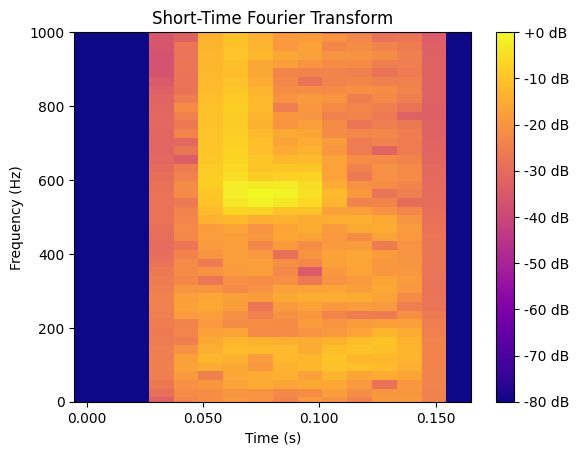 Short-Time Fourier Transform
Frequency (Hz)
1000
800
600
400
200
0
0.000
0.050
0.100
0.150
Time (s)
+0 dB
-10 dB
-20 dB
-30 dB
-40 dB
-50 dB
-60 dB
-70 dB
-80 dB